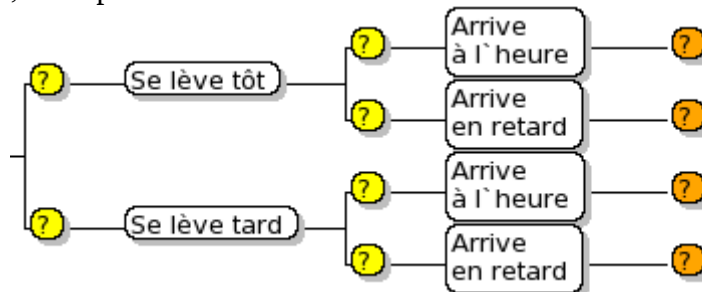 ?
Se lève tôt
?
Arrive
à l`heure
?
?
Arrive
en retard
?
?
Se lève tard
?
Arrive
à l`heure
?
?
Arrive
en retard
?